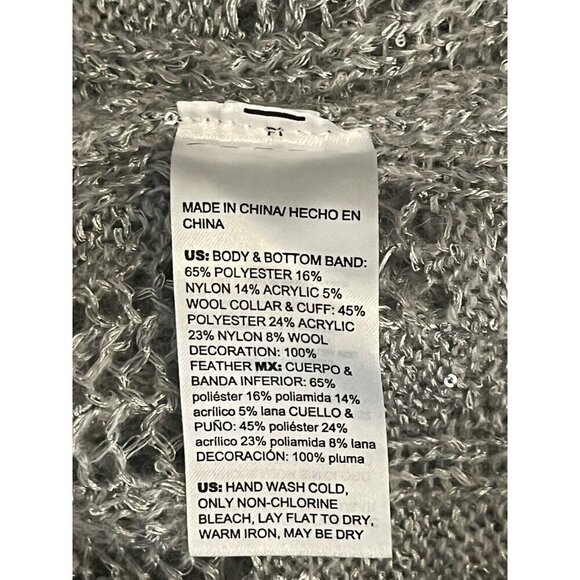 MADE IN CHINA/ HECHO EN
CHINA
US: BODY & BOTTOM BAND:
65% POLYESTER 16%
NYLON 14% ACRYLIC 5%
WOOL COLLAR & CUFF: 45%
POLYESTER 24% ACRYLIC
23% NYLON 8% WOOL
DECORATION: 100%
FEATHER MX: CUERPO &
BANDA INFERIOR: 65%
poliéster 16% poliamida 14%
acrílico 5% lana CUELLO &
PUÑO: 45% poliéster 24%
acrílico 23% poliamida 8% lana
DECORACIÓN: 100% pluma
US: HAND WASH COLD,
ONLY NON-CHLORINE
BLEACH, LAY FLAT TO DRY,
WARM IRON, MAY BE DRY